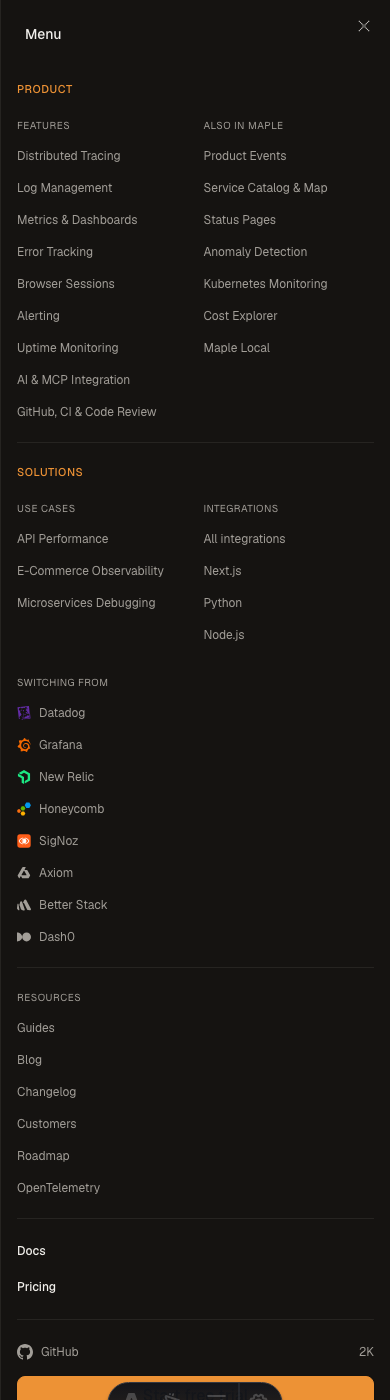 Menu
PRODUCT
FEATURES
Distributed Tracing
Log Management
Metrics & Dashboards
Error Tracking
Browser Sessions
Alerting
Uptime Monitoring
AI & MCP Integration
GitHub, CI & Code Review
ALSO IN MAPLE
Product Events
Service Catalog & Map
Status Pages
Anomaly Detection
Kubernetes Monitoring
Cost Explorer
Maple Local
SOLUTIONS
USE CASES
API Performance
E-Commerce Observability
Microservices Debugging
INTEGRATIONS
All integrations
Next.js
Python
Node.js
SWITCHING FROM
Datadog
Grafana
New Relic
Honeycomb
SigNoz
Axiom
Better Stack
Dash0
RESOURCES
Guides
Blog
Changelog
Customers
Roadmap
OpenTelemetry
Docs
Pricing
GitHub 2K